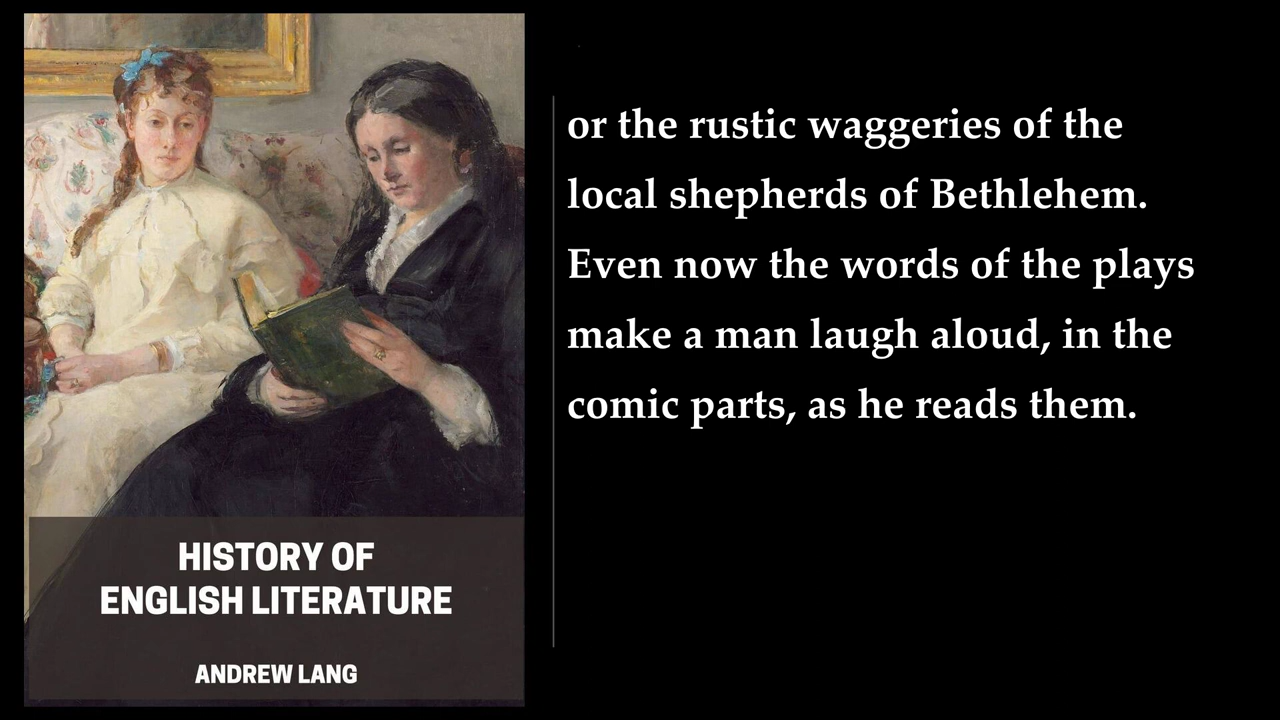 or the rustic waggeries of the
local shepherds of Bethlehem.
Even now the words of the plays
make a man laugh aloud, in the
comic parts, as he reads them.
HISTORY OF
ENGLISH LITERATURE
ANDREW LANG